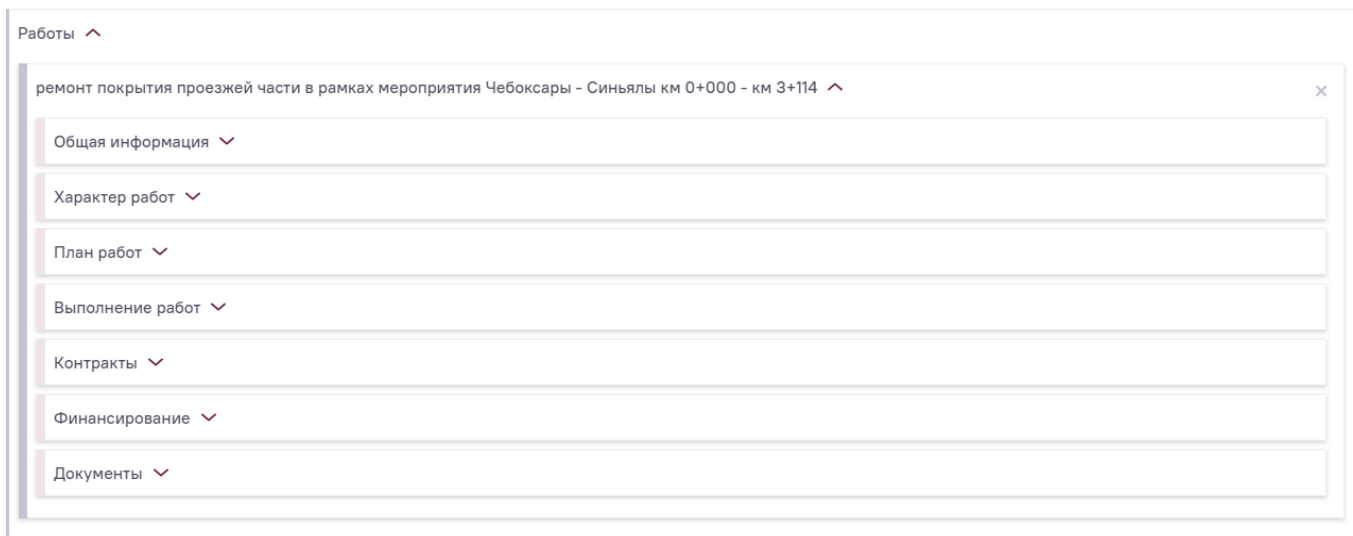 Работы
ремонт покрытия проезжей части в рамках мероприятия Чебоксары - Синьялы км 0+000 - км 3+114
Общая информация
Характер работ
План работ
Выполнение работ
Контракты
Финансирование
Документы